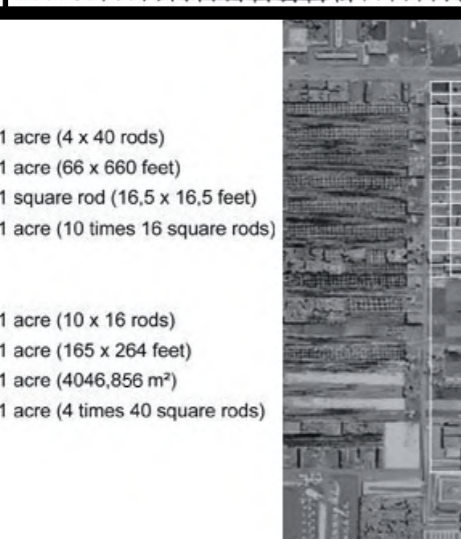 1 acre (4 x 40 rods)
1 acre (66 x 660 feet)
1 square rod (16,5 x 16,5 feet)
1 acre (10 times 16 square rods)
1 acre (10 x 16 rods)
1 acre (165 x 264 feet)
1 acre (4046,856 m²)
1 acre (4 times 40 square rods)